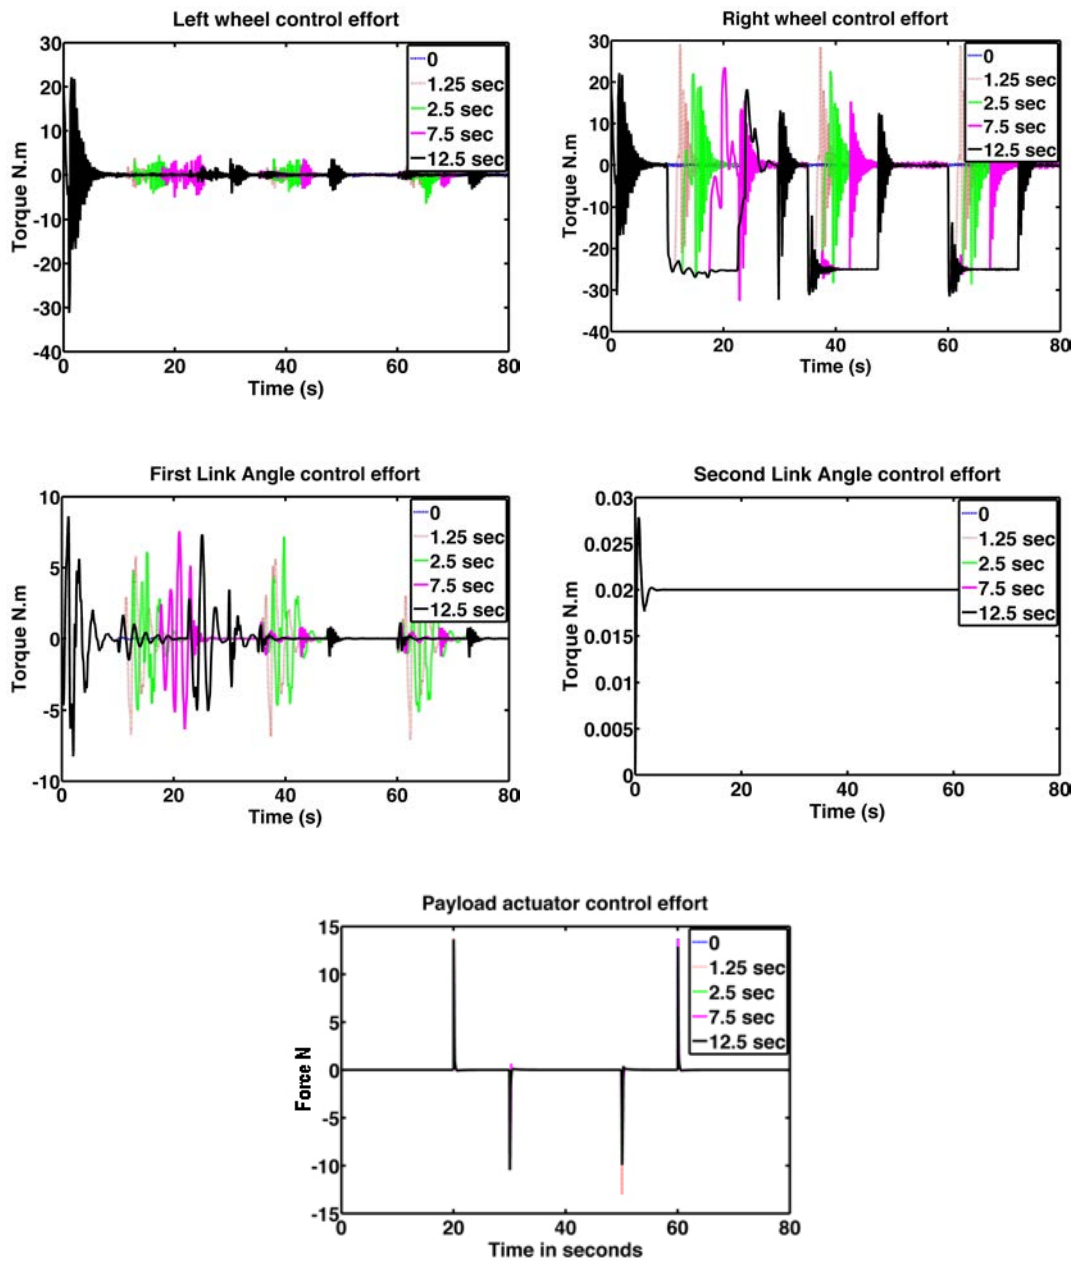 Left wheel control effort
30
20
10
0
-10
-20
-30
-40
Torque N.m
0
20
40
60
80
Time (s)
0
1.25 sec
2.5 sec
7.5 sec
12.5 sec
Right wheel control effort
30
20
10
0
-10
-20
-30
-40
Torque N.m
0
20
40
60
80
Time (s)
0
1.25 sec
2.5 sec
7.5 sec
12.5 sec
First Link Angle control effort
10
5
0
-5
-10
Torque N.m
0
20
40
60
80
Time (s)
0
1.25 sec
2.5 sec
7.5 sec
12.5 sec
Second Link Angle control effort
0.03
0.025
0.02
0.015
0.01
0.005
0
Torque N.m
0
20
40
60
80
Time (s)
0
1.25 sec
2.5 sec
7.5 sec
12.5 sec
Payload actuator control effort
15
10
5
0
-5
-10
-15
Force N
0
20
40
60
80
Time in seconds
0
1.25 sec
2.5 sec
7.5 sec
12.5 sec